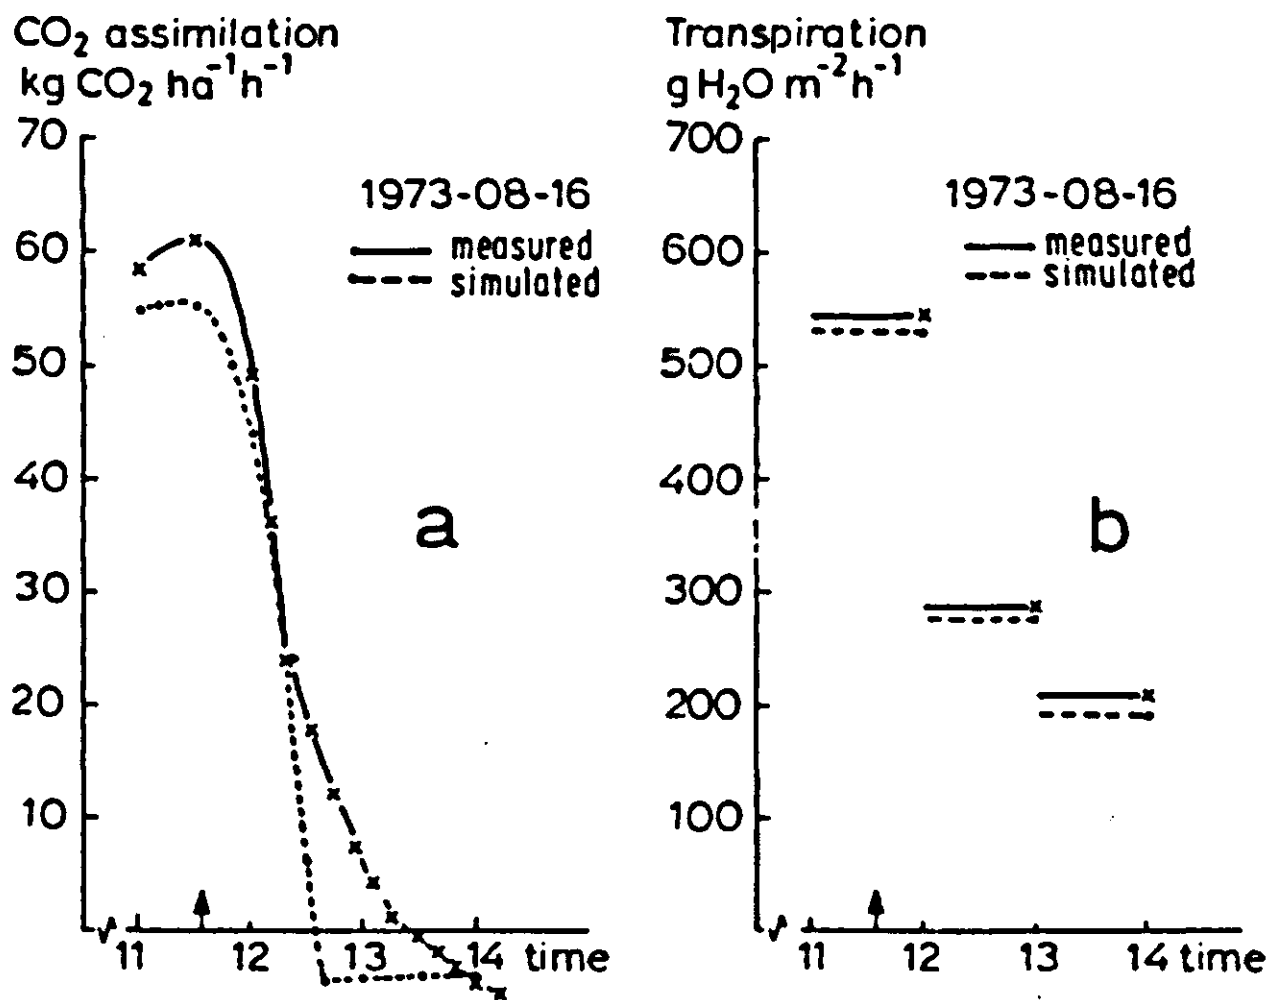 CO₂ assimilation
kg CO₂ ha⁻¹h⁻¹
70
60
50
40
30
20
10
1973-08-16
measured
simulated
a
11 12 13 14 time
Transpiration
g H₂O m⁻²h⁻¹
700
600
500
400
300
200
100
1973-08-16
measured
simulated
b
11 12 13 14 time